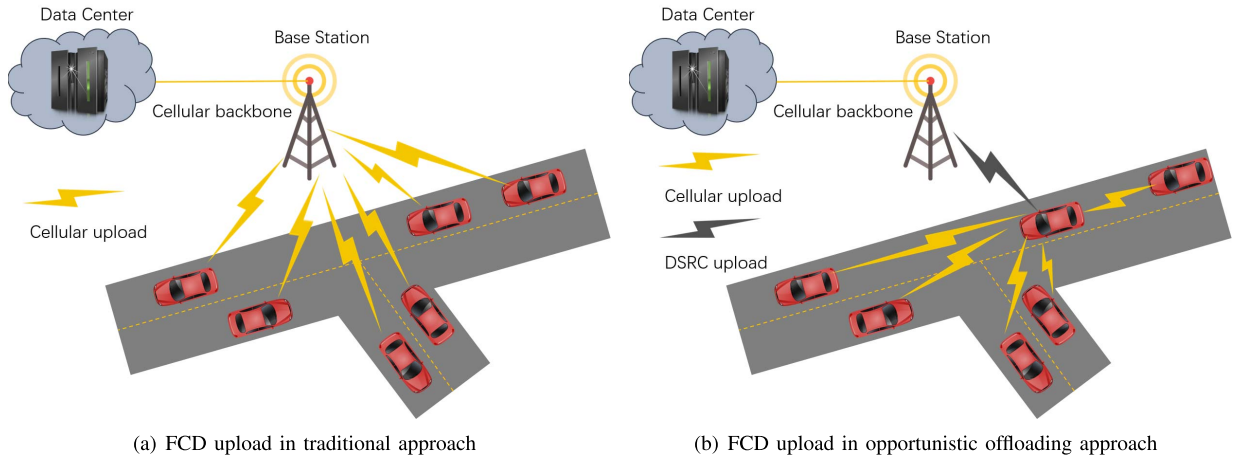 Data Center
Base Station
Cellular backbone
Cellular upload
(a) FCD upload in traditional approach
Data Center
Base Station
Cellular backbone
Cellular upload
DSRC upload
(b) FCD upload in opportunistic offloading approach